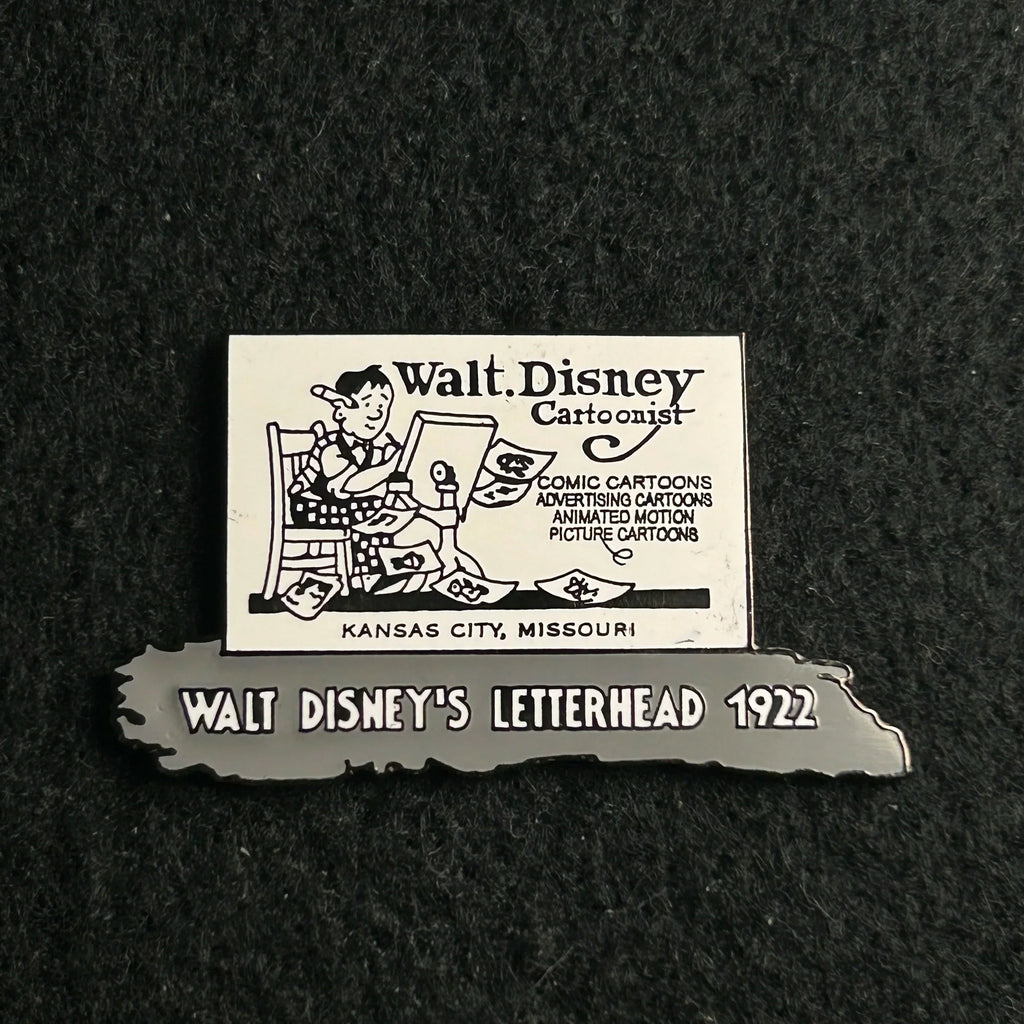 Walt. Disney
Cartoonist
COMIC CARTOONS
ADVERTISING CARTOONS
ANIMATED MOTION
PICTURE CARTOONS
KANSAS CITY, MISSOURI
WALT DISNEY'S LETTERHEAD 1922